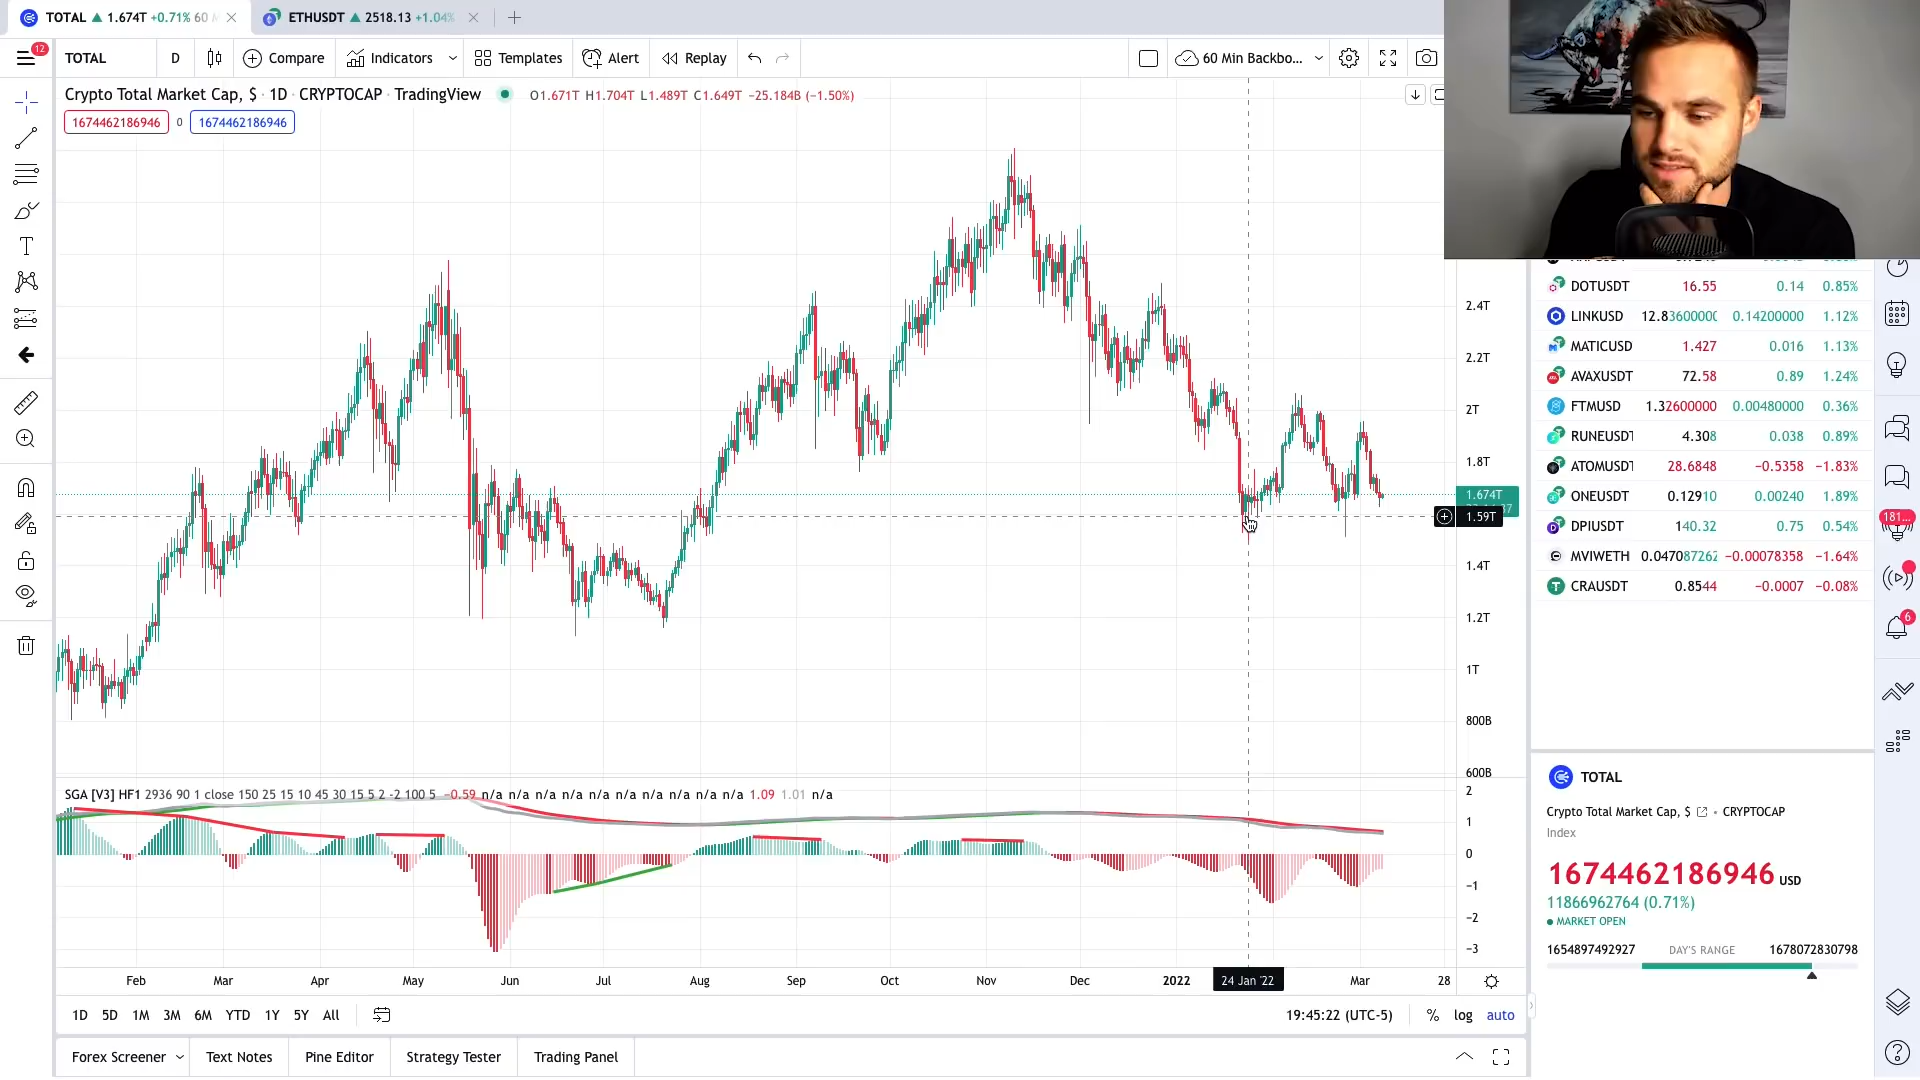 TOTAL ▲ 1.674T +0.71% 60 M
ETHUSDT ▲ 2518.13 +1.04%
12
TOTAL D Compare Indicators Templates Alert Replay 60 Min Backbo...
Crypto Total Market Cap, $ · 1D · CRYPTOCAP · TradingView O1.671T H1.704T L1.489T C1.649T −25.184B (−1.50%)
1674462186946 0 1674462186946
2.4T
2.2T
2T
1.8T
1.674T
1.59T
1.4T
1.2T
1T
800B
600B
SGA [V3] HF1 2936 90 1 close 150 25 15 10 45 30 15 5 2 -2 100 5 −0.59 n/a n/a n/a n/a n/a n/a n/a n/a n/a n/a 1.09 1.01 n/a
2
1
0
−1
−2
−3
Feb Mar Apr May Jun Jul Aug Sep Oct Nov Dec 2022 24 Jan '22 Mar 28
1D 5D 1M 3M 6M YTD 1Y 5Y All 19:45:22 (UTC-5) % log auto
Forex Screener Text Notes Pine Editor Strategy Tester Trading Panel
DOTUSDT 16.55 0.14 0.85%
LINKUSD 12.83600000 0.14200000 1.12%
MATICUSD 1.427 0.016 1.13%
AVAXUSDT 72.58 0.89 1.24%
FTMUSD 1.32600000 0.00480000 0.36%
RUNEUSDT 4.308 0.038 0.89%
ATOMUSDT 28.6848 −0.5358 −1.83%
ONEUSDT 0.12910 0.00240 1.89%
DPIUSDT 140.32 0.75 0.54%
MVIWETH 0.047087262 −0.00078358 −1.64%
CRAUSDT 0.8544 −0.0007 −0.08%
181...
6
TOTAL
Crypto Total Market Cap, $ • CRYPTOCAP
Index
1674462186946 USD
11866962764 (0.71%)
MARKET OPEN
1654897492927 DAY'S RANGE 1678072830798